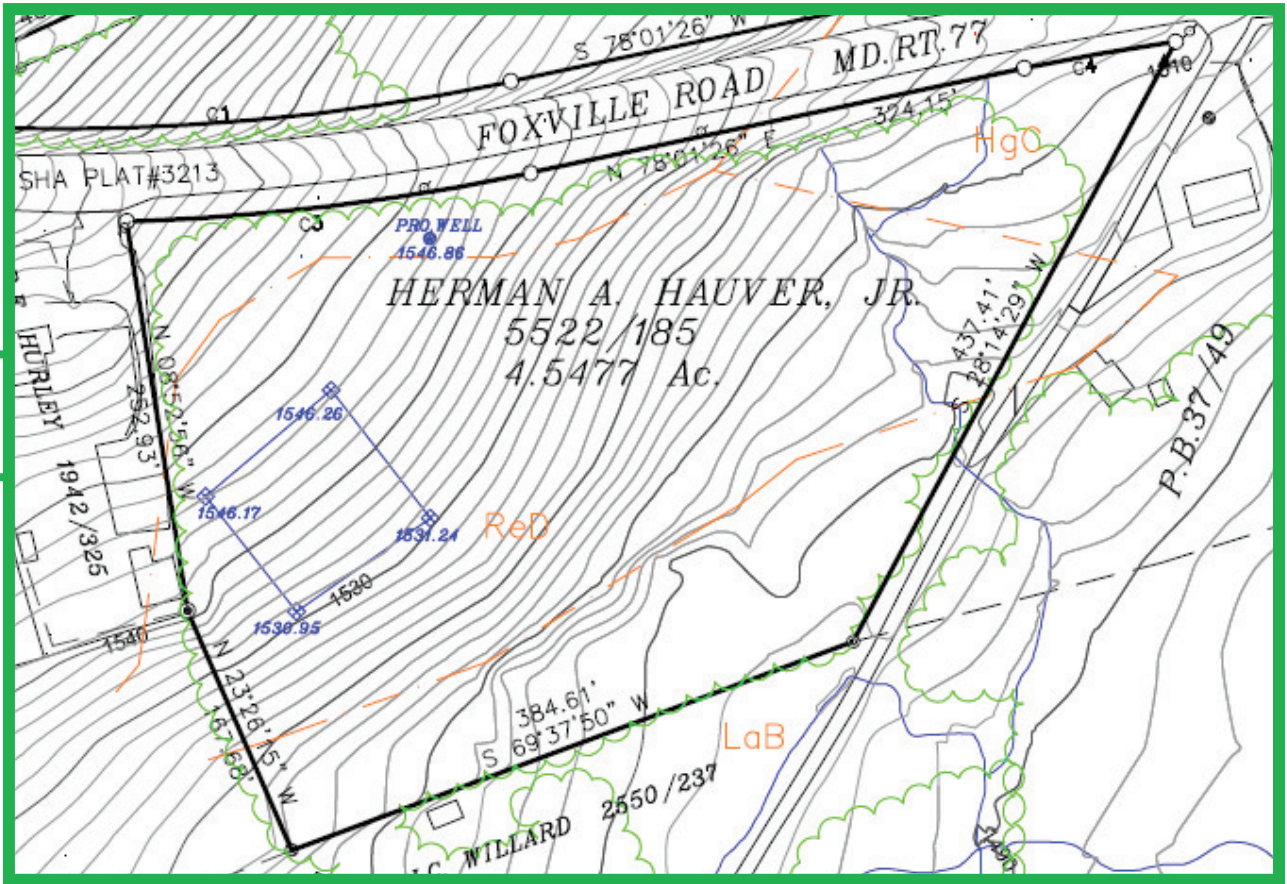 S 78°01'26" W
MD.RT.77
FOXVILLE ROAD
C1
C4
1510
324.15'
N 78°01'26" E
HgC
SHA PLAT#3213
C3
PRO.WELL
1546.86
HERMAN A. HAUVER, JR.
5522/185
4.5477 Ac.
437.41'
28°14'29" W
N 08°52'56" W
252.93'
HURLEY
1942/325
1546.26
1546.17
1531.24
ReD
1530
1530.95
1540
P.B.37/49
N 23°26'15" W
167.68'
384.61'
S 69°37'50" W
LaB
WILLARD 2550/237